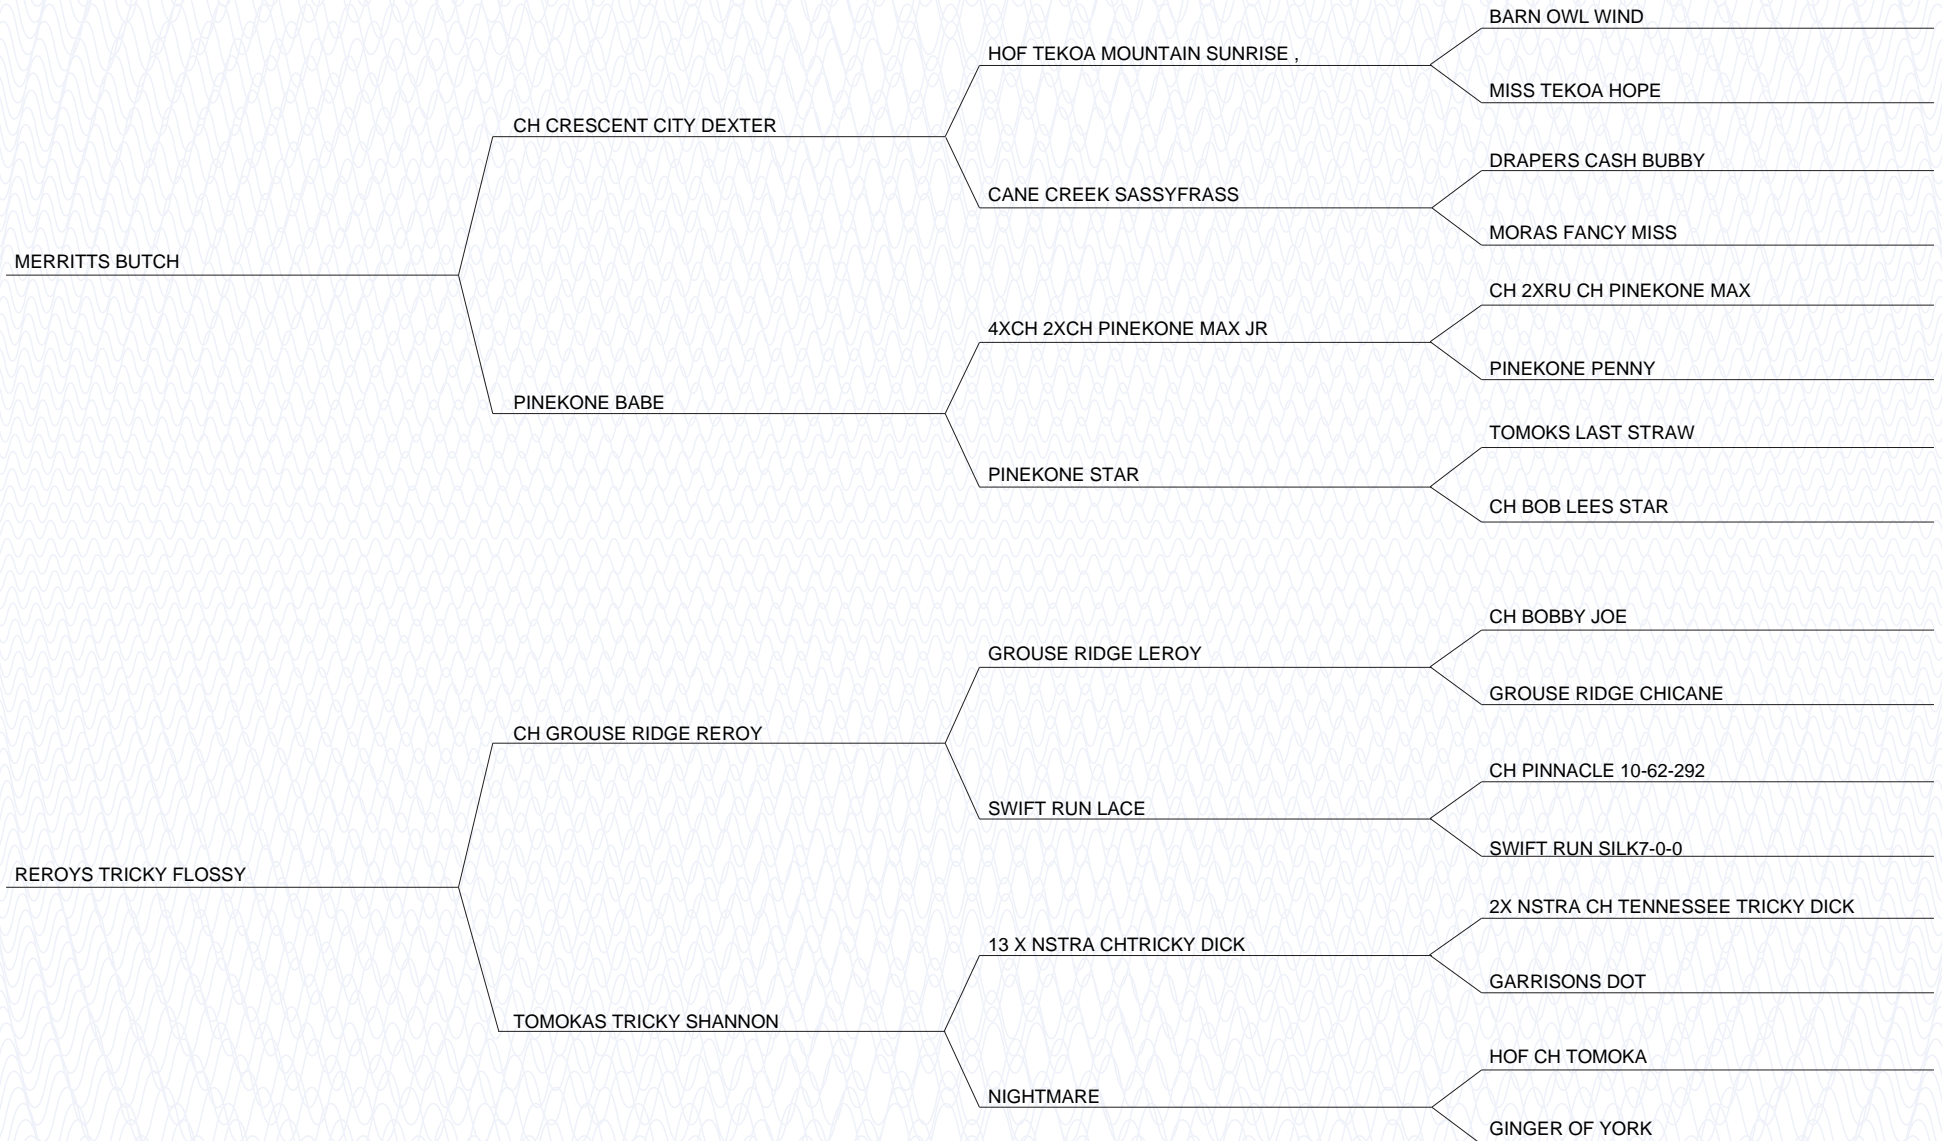 BARN OWL WIND
HOF TEKOA MOUNTAIN SUNRISE ,
MISS TEKOA HOPE
CH CRESCENT CITY DEXTER
DRAPERS CASH BUBBY
CANE CREEK SASSYFRASS
MORAS FANCY MISS
MERRITTS BUTCH
CH 2XRU CH PINEKONE MAX
4XCH 2XCH PINEKONE MAX JR
PINEKONE PENNY
PINEKONE BABE
TOMOKS LAST STRAW
PINEKONE STAR
CH BOB LEES STAR
CH BOBBY JOE
GROUSE RIDGE LEROY
GROUSE RIDGE CHICANE
CH GROUSE RIDGE REROY
CH PINNACLE 10-62-292
SWIFT RUN LACE
SWIFT RUN SILK7-0-0
REROYS TRICKY FLOSSY
2X NSTRA CH TENNESSEE TRICKY DICK
13 X NSTRA CHTRICKY DICK
GARRISONS DOT
TOMOKAS TRICKY SHANNON
HOF CH TOMOKA
NIGHTMARE
GINGER OF YORK